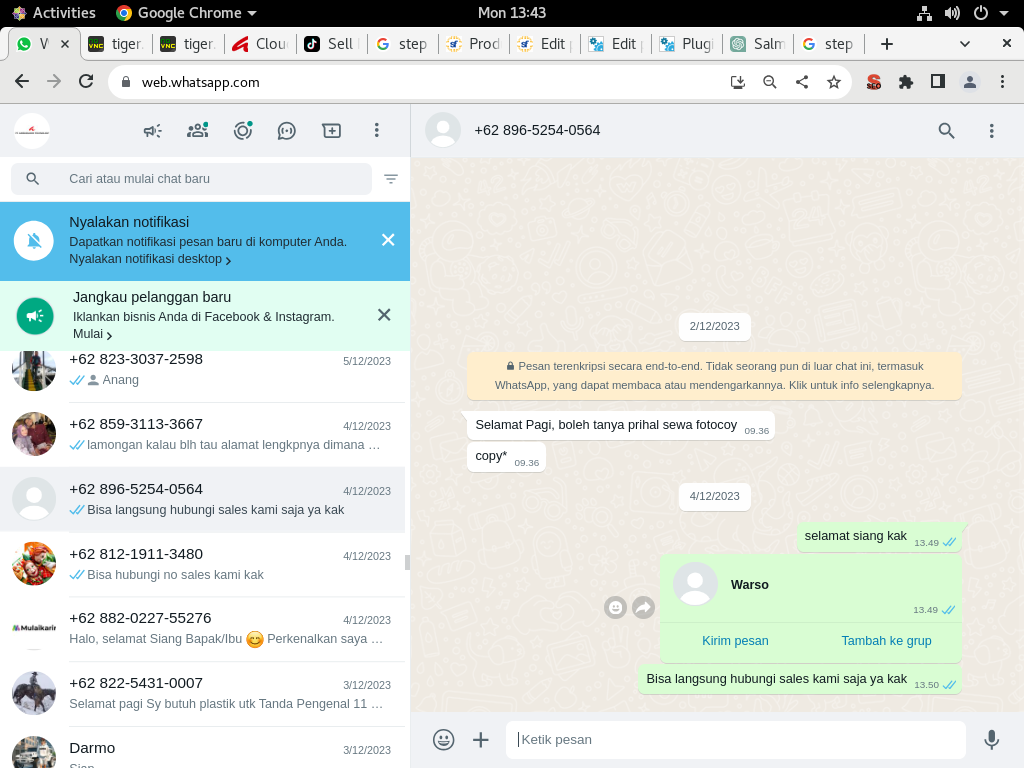 Activities
Google Chrome
Mon 13:43
W
tiger.
tiger.
Clou
Sell
step
Prod
Edit
Edit
Plugi
Salm
step
web.whatsapp.com
+62 896-5254-0564
Cari atau mulai chat baru
Nyalakan notifikasi
Dapatkan notifikasi pesan baru di komputer Anda.
Nyalakan notifikasi desktop
Jangkau pelanggan baru
Iklankan bisnis Anda di Facebook & Instagram.
Mulai
+62 823-3037-2598
5/12/2023
Anang
+62 859-3113-3667
4/12/2023
lamongan kalau blh tau alamat lengkpnya dimana …
+62 896-5254-0564
4/12/2023
Bisa langsung hubungi sales kami saja ya kak
+62 812-1911-3480
4/12/2023
Bisa hubungi no sales kami kak
+62 882-0227-55276
4/12/2023
Halo, selamat Siang Bapak/Ibu 😊 Perkenalkan saya …
+62 822-5431-0007
3/12/2023
Selamat pagi Sy butuh plastik utk Tanda Pengenal 11 …
Darmo
3/12/2023
Siap
2/12/2023
Pesan terenkripsi secara end-to-end. Tidak seorang pun di luar chat ini, termasuk
WhatsApp, yang dapat membaca atau mendengarkannya. Klik untuk info selengkapnya.
Selamat Pagi, boleh tanya prihal sewa fotocoy 09.36
copy* 09.36
4/12/2023
selamat siang kak 13.49
Warso
13.49
Kirim pesan
Tambah ke grup
Bisa langsung hubungi sales kami saja ya kak 13.50
Ketik pesan